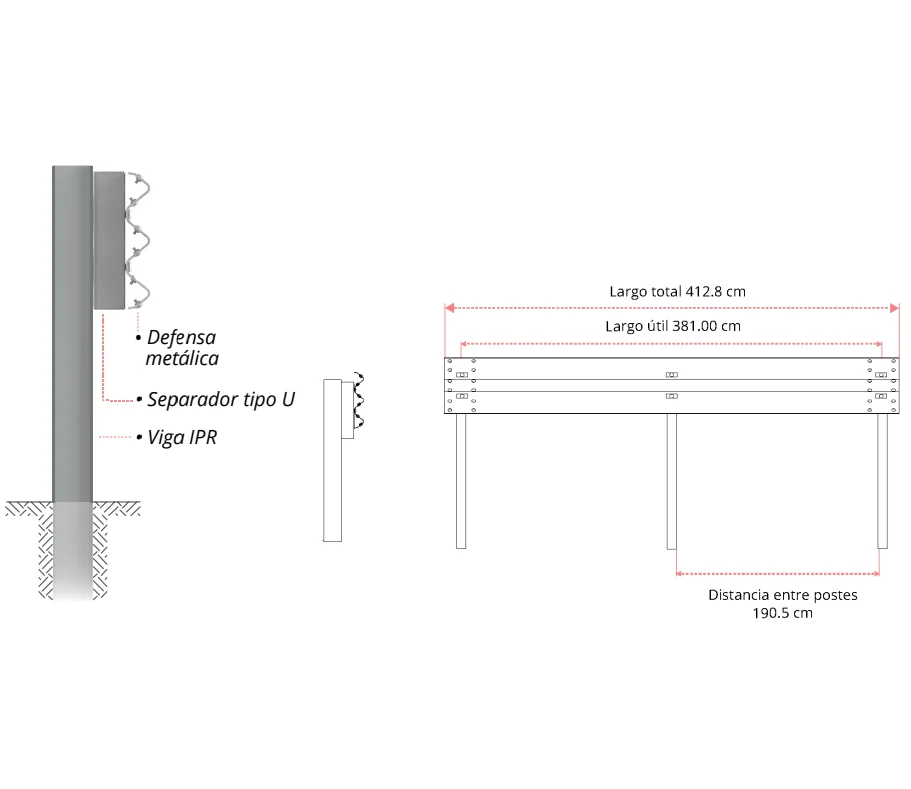 • Defensa
metálica
• Separador tipo U
• Viga IPR
Largo total 412.8 cm
Largo útil 381.00 cm
Distancia entre postes
190.5 cm